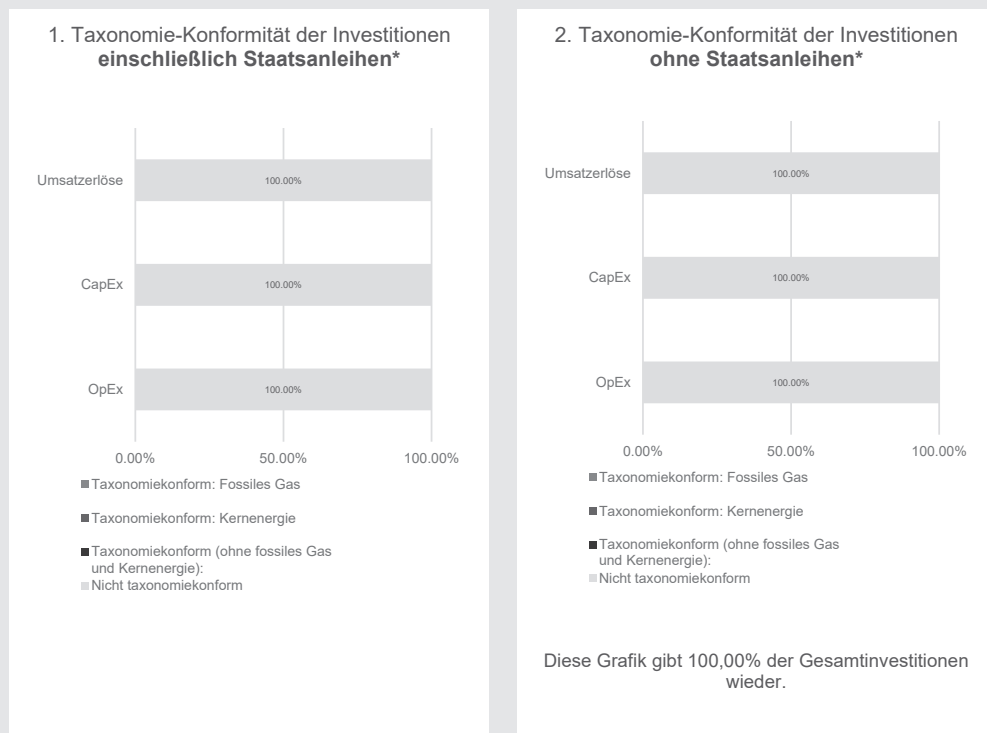 1. Taxonomie-Konformität der Investitionen
einschließlich Staatsanleihen*
Umsatzerlöse
100.00%
CapEx
100.00%
OpEx
100.00%
0.00%
50.00%
100.00%
Taxonomiekonform: Fossiles Gas
Taxonomiekonform: Kernenergie
Taxonomiekonform (ohne fossiles Gas
und Kernenergie):
Nicht taxonomiekonform
2. Taxonomie-Konformität der Investitionen
ohne Staatsanleihen*
Umsatzerlöse
100.00%
CapEx
100.00%
OpEx
100.00%
0.00%
50.00%
100.00%
Taxonomiekonform: Fossiles Gas
Taxonomiekonform: Kernenergie
Taxonomiekonform (ohne fossiles Gas
und Kernenergie):
Nicht taxonomiekonform
Diese Grafik gibt 100,00% der Gesamtinvestitionen
wieder.